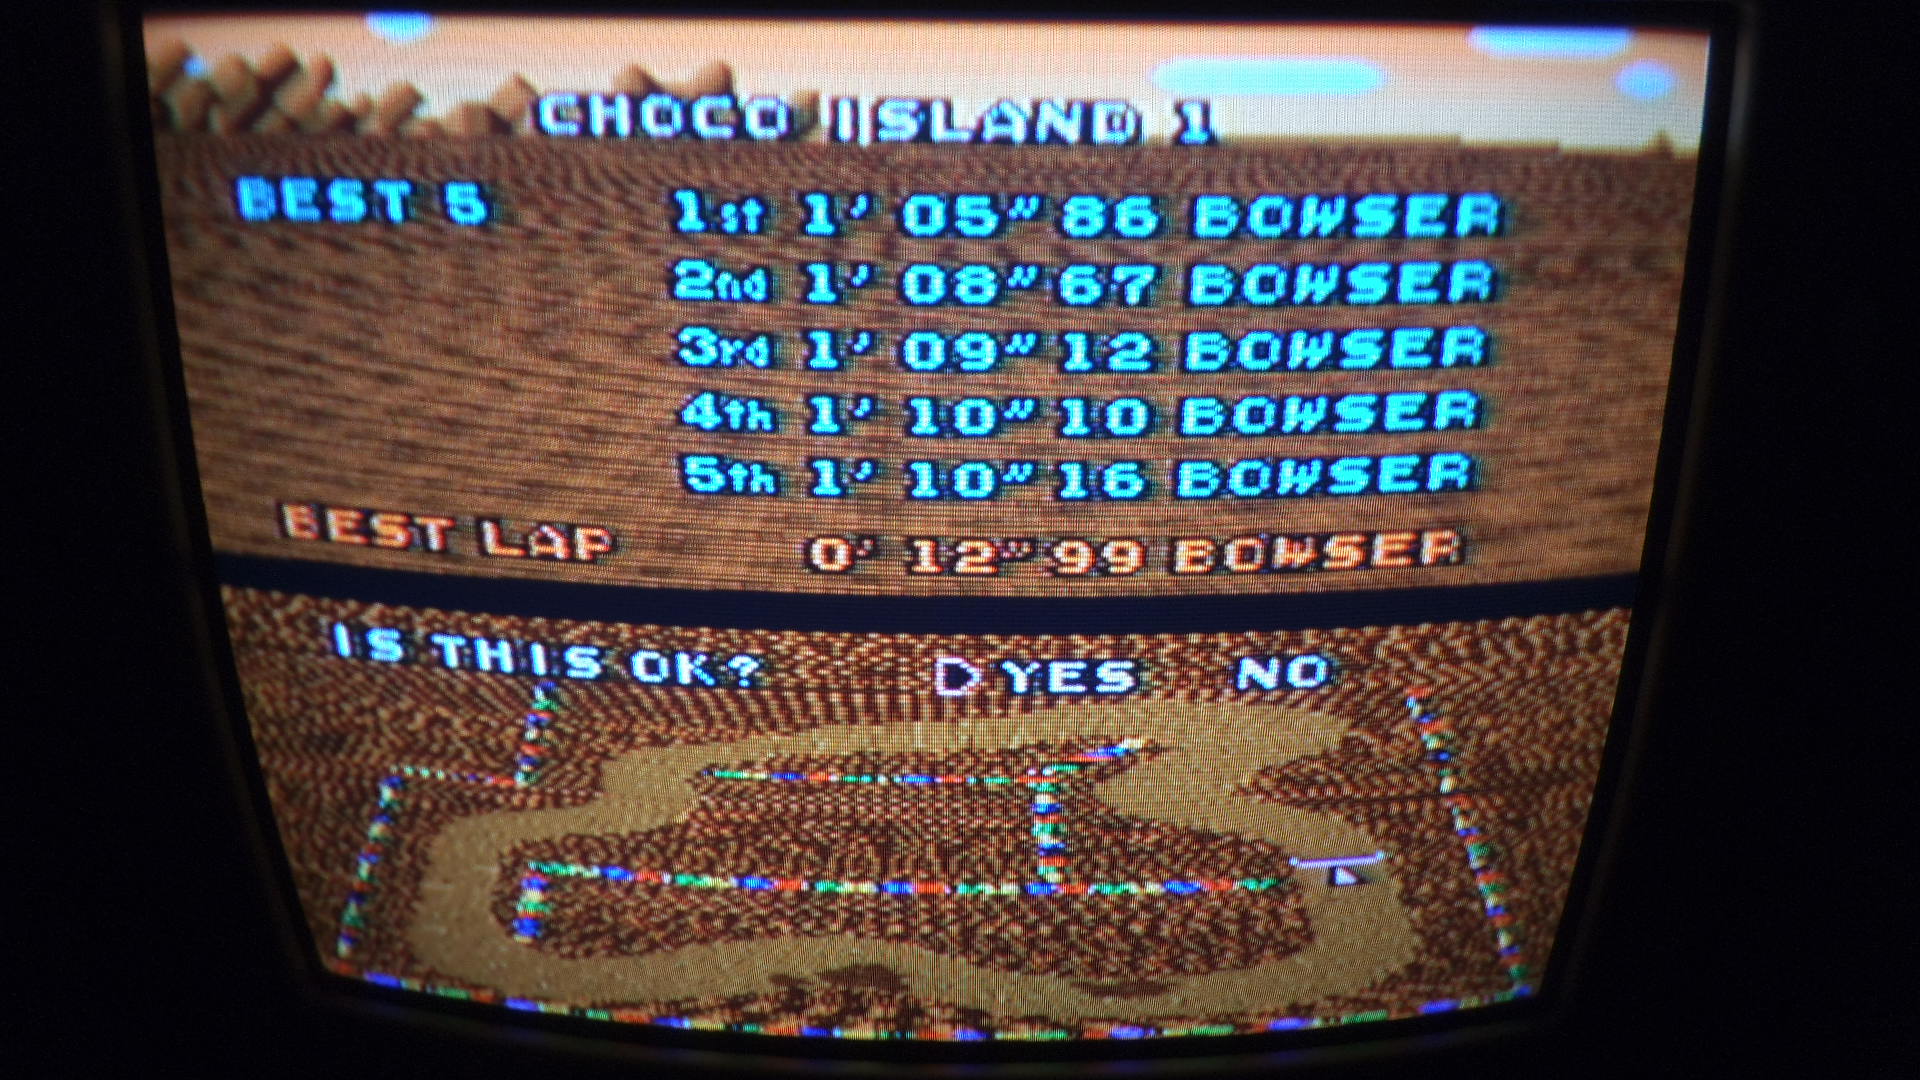 CHOCO ISLAND 1
BEST 5 1st 1' 05" 86 BOWSER
2nd 1' 08" 67 BOWSER
3rd 1' 09" 12 BOWSER
4th 1' 10" 10 BOWSER
5th 1' 10" 16 BOWSER
BEST LAP 0' 12" 99 BOWSER
IS THIS OK? YES NO